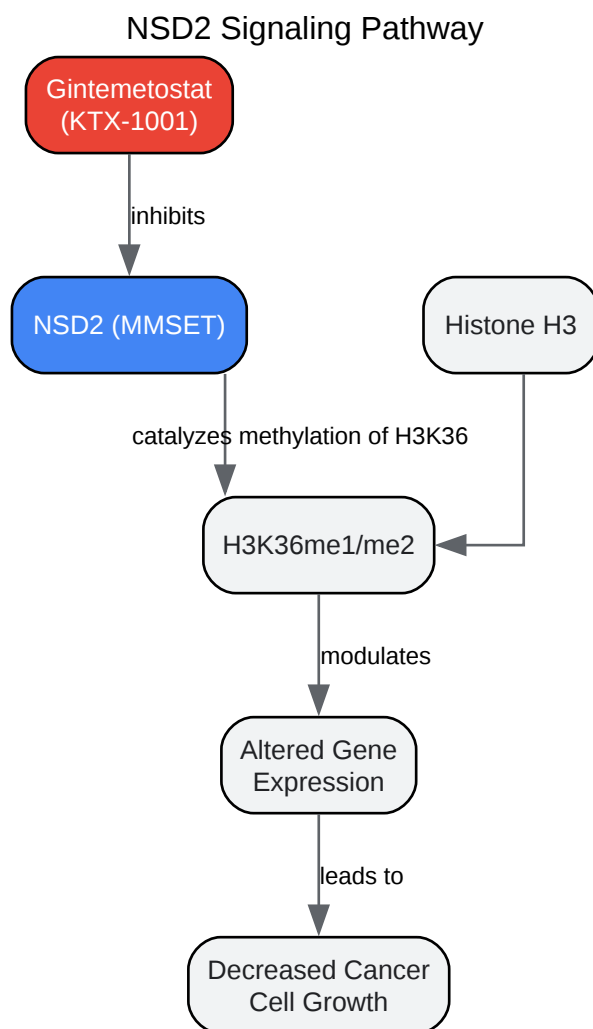 NSD2 Signaling Pathway
Gintemetostat
(KTX-1001)
inhibits
NSD2 (MMSET)
Histone H3
catalyzes methylation of H3K36
H3K36me1/me2
modulates
Altered Gene
Expression
leads to
Decreased Cancer
Cell Growth